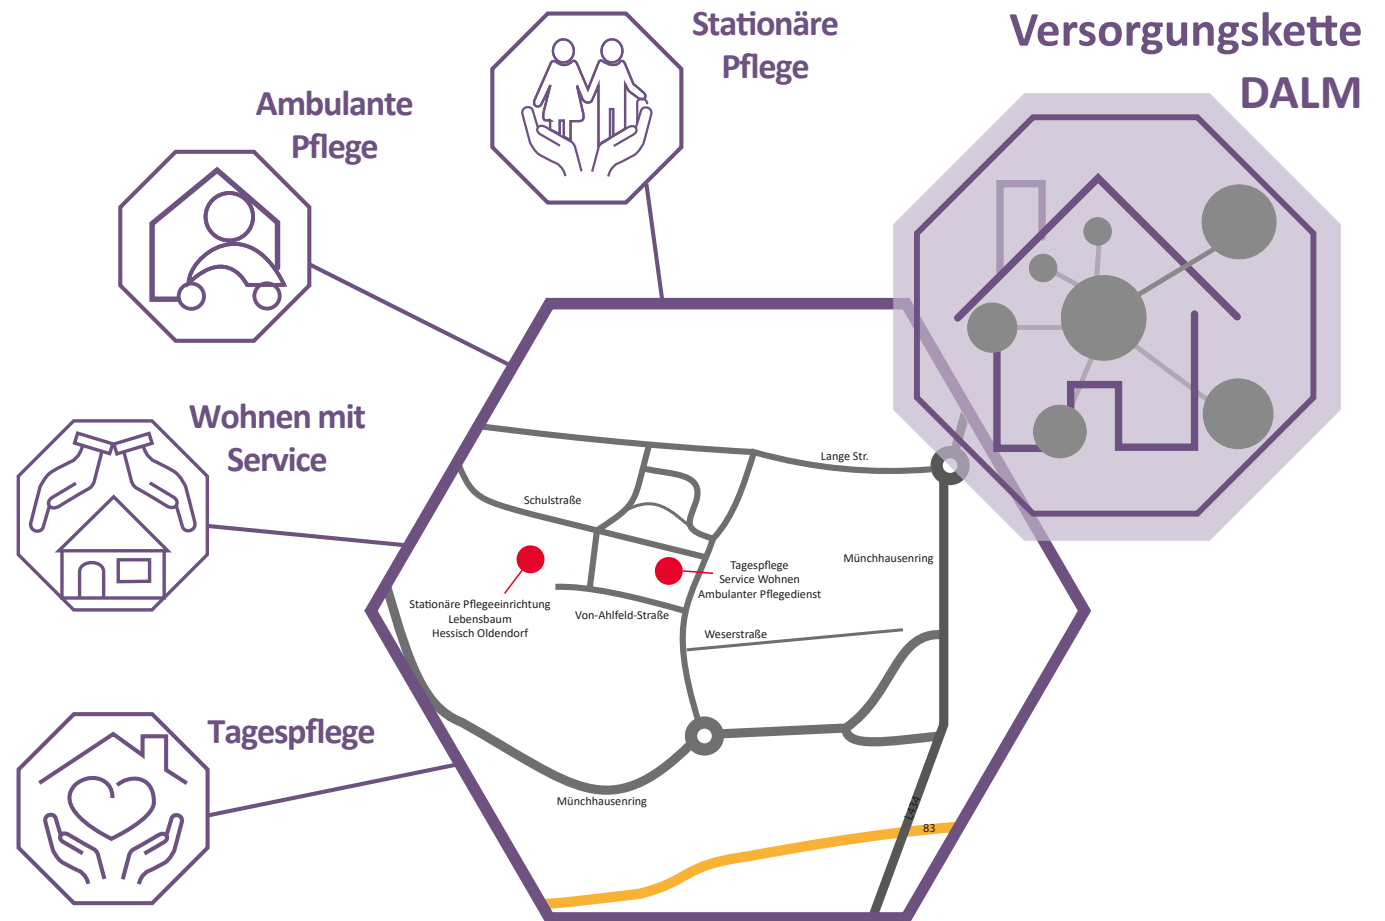 Stationäre
Pflege
Versorgungskette
DALM
Ambulante
Pflege
Wohnen mit
Service
Tagespflege
Lange Str.
Schulstraße
Münchhausenring
Tagespflege
Service Wohnen
Ambulanter Pflegedienst
Stationäre Pflegeeinrichtung
Lebensbaum
Hessisch Oldendorf
Von-Ahlfeld-Straße
Weserstraße
Münchhausenring
L434
83